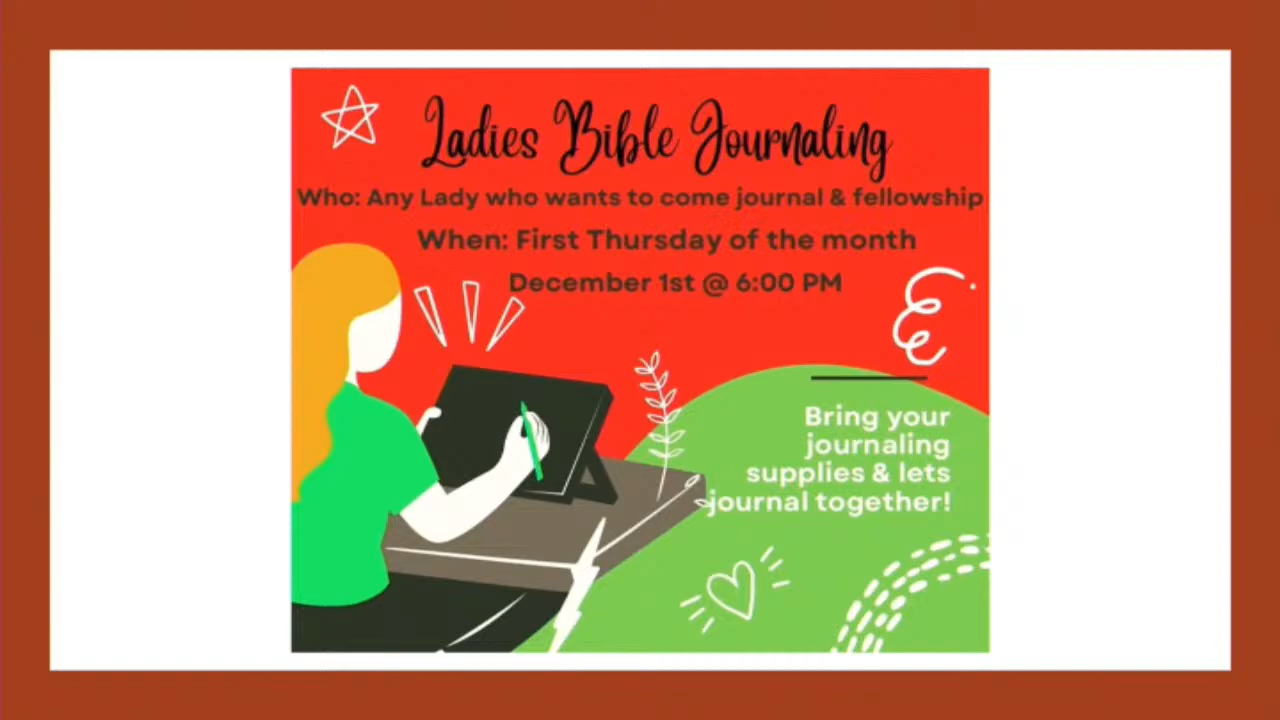 Ladies Bible Journaling
Who: Any Lady who wants to come journal & fellowship
When: First Thursday of the month
December 1st @ 6:00 PM
Bring your
journaling
supplies & lets
journal together!